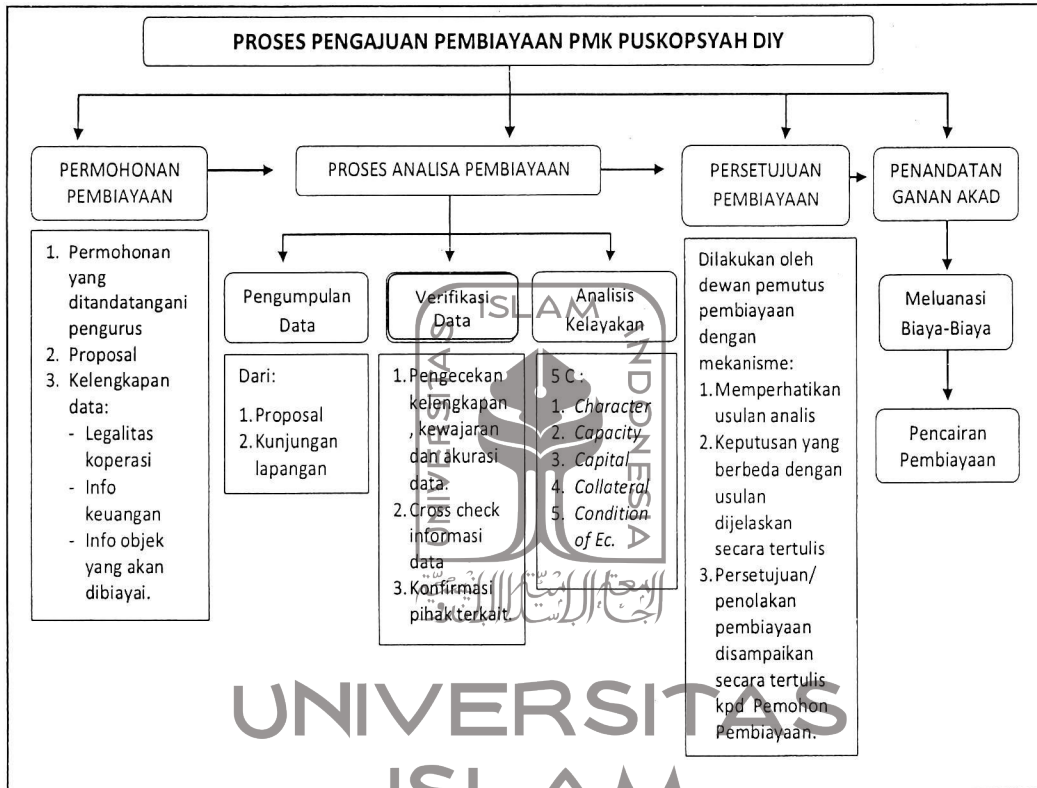 PROSES PENGAJUAN PEMBIAYAAN PMK PUSKOPSYAH DIY
PERMOHONAN
PEMBIAYAAN
PROSES ANALISA PEMBIAYAAN
PERSETUJUAN
PEMBIAYAAN
PENANDATAN
GANAN AKAD
1. Permohonan
yang
ditandatangani
pengurus
2. Proposal
3. Kelengkapan
data:
- Legalitas
koperasi
- Info
keuangan
- Info objek
yang akan
dibiayai.
Pengumpulan
Data
Dari:
1.Proposal
2.Kunjungan
lapangan
Verifikasi
Data
1.Pengecekan
kelengkapan
, kewajaran
dan akurasi
data.
2.Cross check
informasi
data
3.Konfirmasi
pihak terkait.
Analisis
Kelayakan
5 C :
1. Character
2. Capacity
3. Capital
4. Collateral
5. Condition
of Ec.
Dilakukan oleh
dewan pemutus
pembiayaan
dengan
mekanisme:
1.Memperhatikan
usulan analis
2.Keputusan yang
berbeda dengan
usulan
dijelaskan
secara tertulis
3.Persetujuan/
penolakan
pembiayaan
disampaikan
secara tertulis
kpd Pemohon
Pembiayaan.
Meluanasi
Biaya-Biaya
Pencairan
Pembiayaan
UNIVERSITAS
ISLAM
INDONESIA
UNIVERSITAS
ISLAM